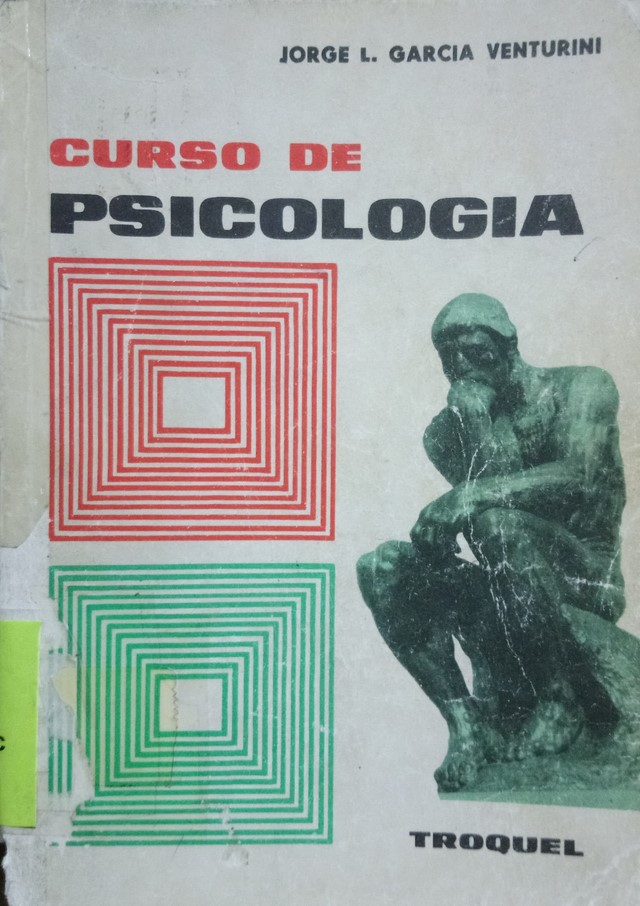 JORGE L. GARCIA VENTURINI
CURSO DE
PSICOLOGIA
C
TROQUEL